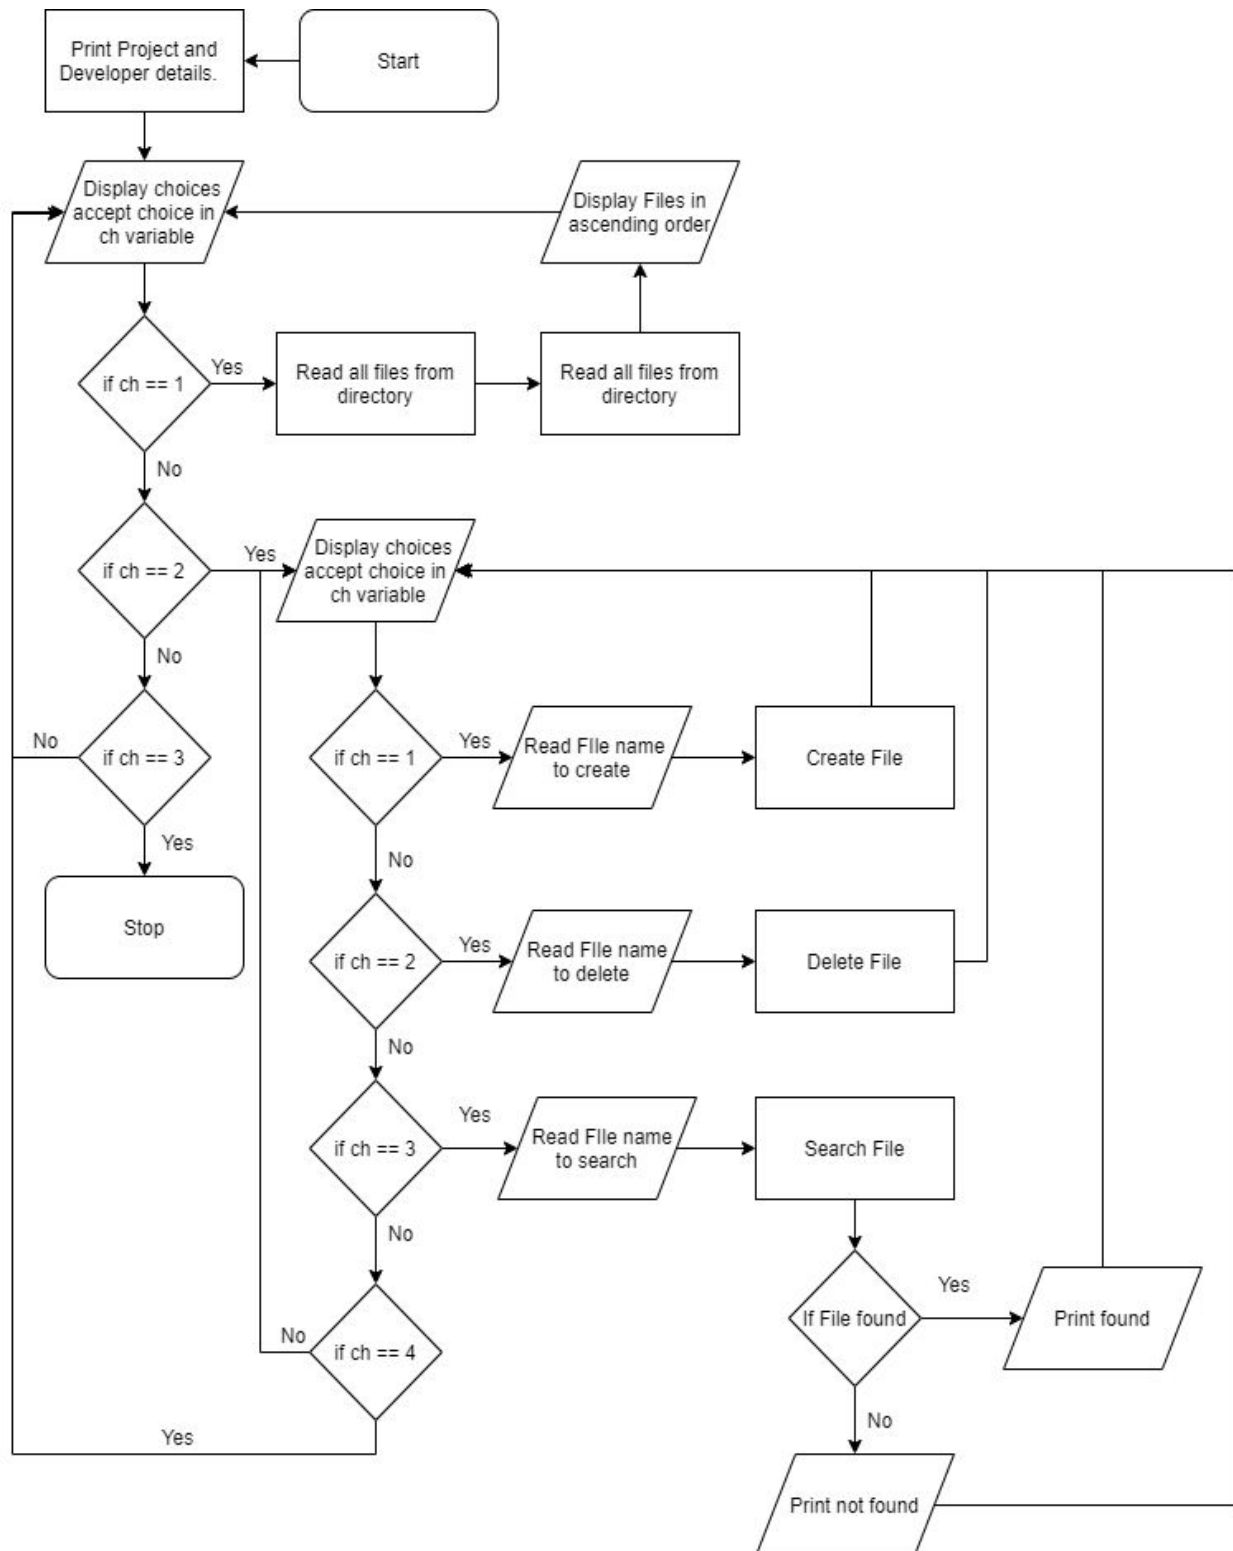 Print Project and
Developer details.
Start
Display choices
accept choice in
ch variable
Display Files in
ascending order
if ch == 1
Yes
Read all files from
directory
Read all files from
directory
No
if ch == 2
Yes
Display choices
accept choice in
ch variable
No
if ch == 3
No
Yes
Stop
if ch == 1
Yes
Read FIle name
to create
Create File
No
if ch == 2
Yes
Read FIle name
to delete
Delete File
No
if ch == 3
Yes
Read FIle name
to search
Search File
No
if ch == 4
No
Yes
If File found
Yes
Print found
No
Print not found